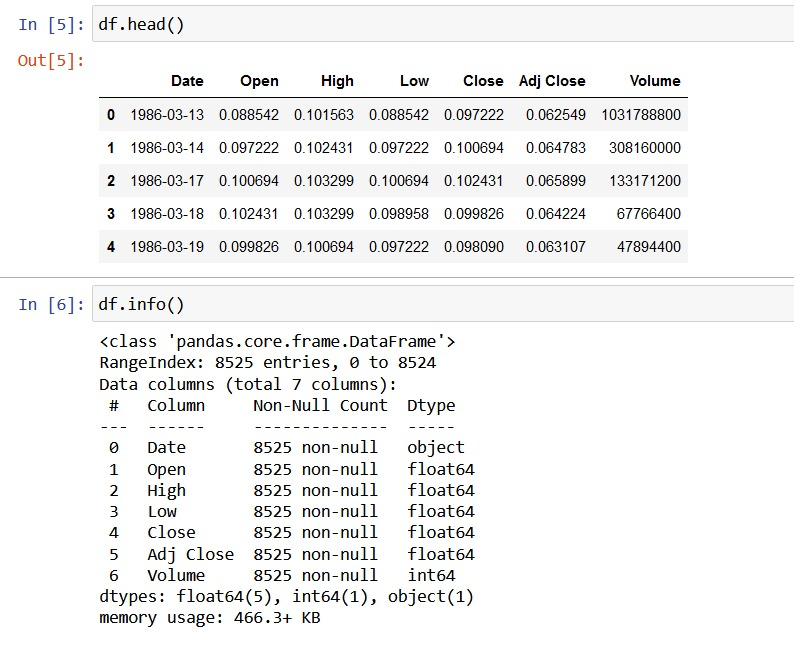 In [5]: df.head()
Out[5]:
Date Open High Low Close Adj Close Volume
0 1986-03-13 0.088542 0.101563 0.088542 0.097222 0.062549 1031788800
1 1986-03-14 0.097222 0.102431 0.097222 0.100694 0.064783 308160000
2 1986-03-17 0.100694 0.103299 0.100694 0.102431 0.065899 133171200
3 1986-03-18 0.102431 0.103299 0.098958 0.099826 0.064224 67766400
4 1986-03-19 0.099826 0.100694 0.097222 0.098090 0.063107 47894400
In [6]: df.info()
<class 'pandas.core.frame.DataFrame'>
RangeIndex: 8525 entries, 0 to 8524
Data columns (total 7 columns):
# Column Non-Null Count Dtype
--- ------ -------------- -----
0 Date 8525 non-null object
1 Open 8525 non-null float64
2 High 8525 non-null float64
3 Low 8525 non-null float64
4 Close 8525 non-null float64
5 Adj Close 8525 non-null float64
6 Volume 8525 non-null int64
dtypes: float64(5), int64(1), object(1)
memory usage: 466.3+ KB